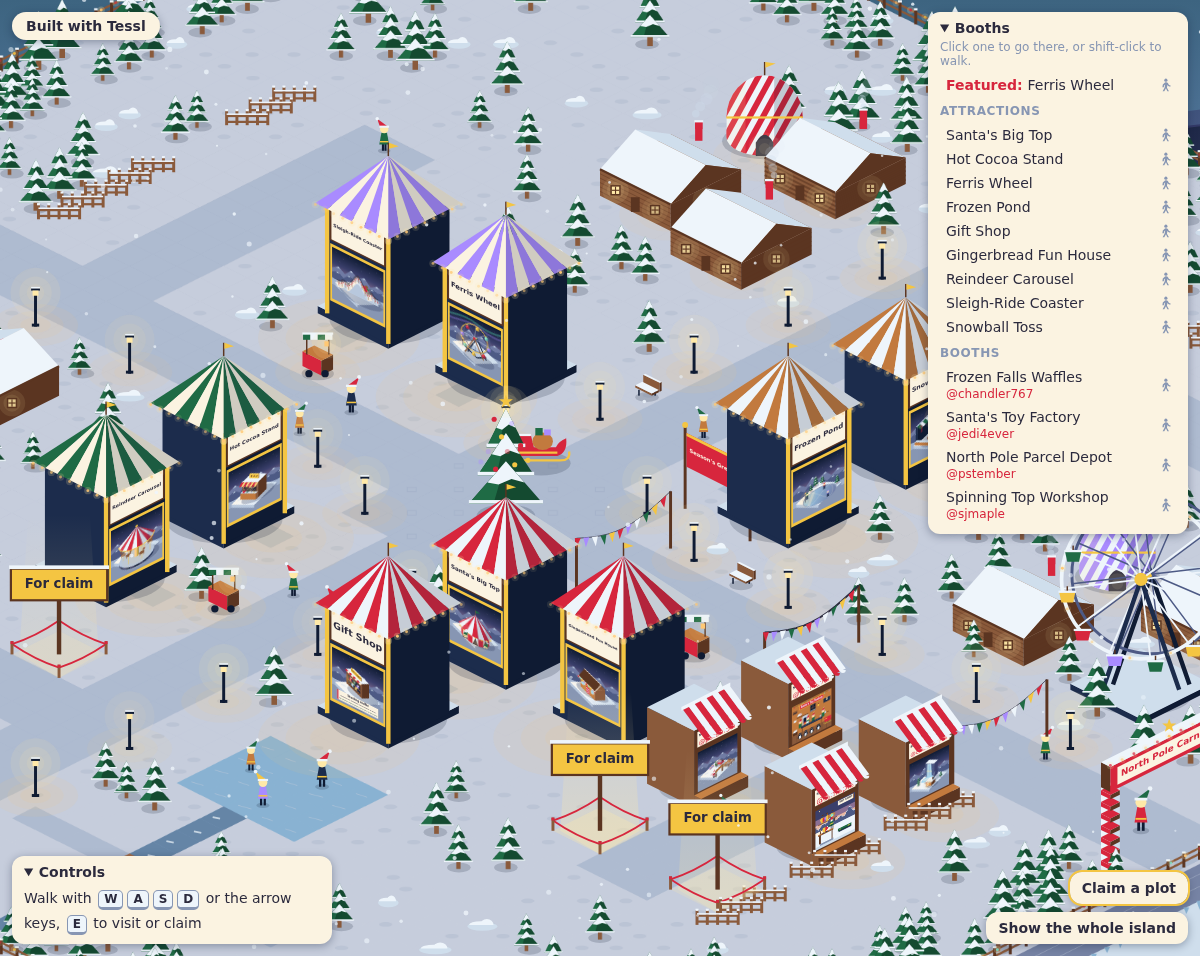 Built with Tessl
▼ Booths
Click one to go there, or shift-click to
walk.
Featured: Ferris Wheel
ATTRACTIONS
Santa's Big Top
Hot Cocoa Stand
Ferris Wheel
Frozen Pond
Gift Shop
Gingerbread Fun House
Reindeer Carousel
Sleigh-Ride Coaster
Snowball Toss
BOOTHS
Frozen Falls Waffles
@chandler767
Santa's Toy Factory
@jedi4ever
North Pole Parcel Depot
@pstember
Spinning Top Workshop
@sjmaple
Sleigh-Ride Coaster
Ferris Wheel
Hot Cocoa Stand
Frozen Pond
Reindeer Carousel
Season's Gre
Santa's Big Top
For claim
Gift Shop
Gingerbread Fun House
North Pole Carn
For claim
For claim
▼ Controls
Walk with W A S D or the arrow
keys, E to visit or claim
Claim a plot
Show the whole island